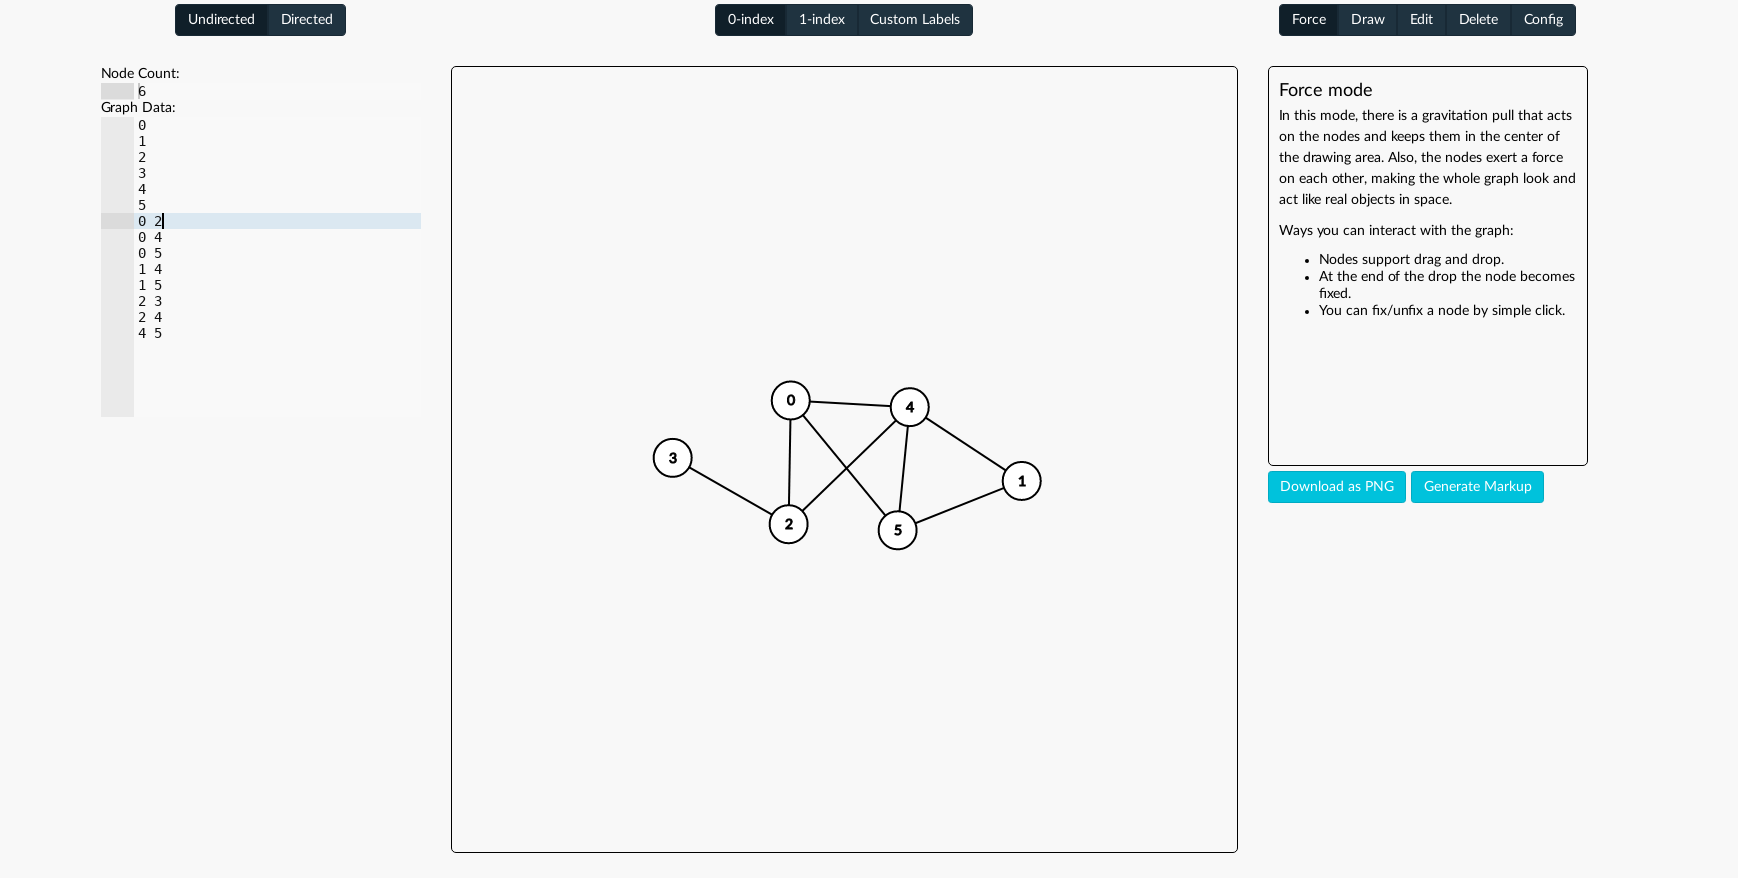 Undirected Directed 0-index 1-index Custom Labels Force Draw Edit Delete Config
Node Count:
6
Graph Data:
0
1
2
3
4
5
0 2
0 4
0 5
1 4
1 5
2 3
2 4
4 5
0
4
3
1
2
5
Force mode
In this mode, there is a gravitation pull that acts
on the nodes and keeps them in the center of
the drawing area. Also, the nodes exert a force
on each other, making the whole graph look and
act like real objects in space.
Ways you can interact with the graph:
• Nodes support drag and drop.
• At the end of the drop the node becomes
fixed.
• You can fix/unfix a node by simple click.
Download as PNG Generate Markup